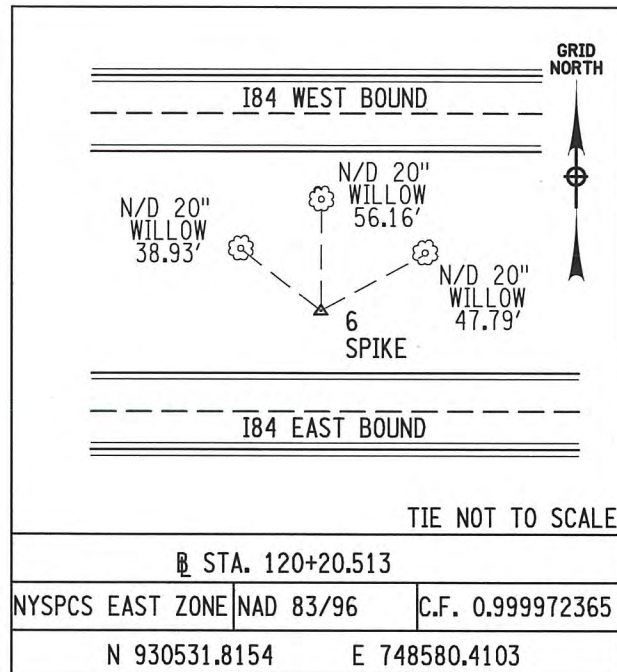 GRID
NORTH
I84 WEST BOUND
N/D 20"
WILLOW
56.16'
N/D 20"
WILLOW
38.93'
N/D 20"
WILLOW
47.79'
6
SPIKE
I84 EAST BOUND
TIE NOT TO SCALE
BL STA. 120+20.513
NYSPCS EAST ZONE NAD 83/96 C.F. 0.999972365
N 930531.8154 E 748580.4103